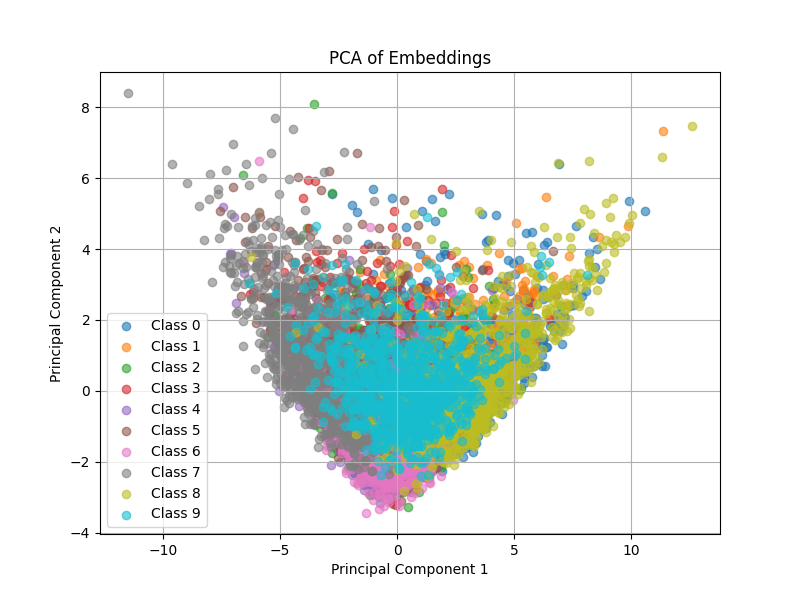 PCA of Embeddings
Principal Component 2
8
6
4
2
0
−2
−4
Class 0
Class 1
Class 2
Class 3
Class 4
Class 5
Class 6
Class 7
Class 8
Class 9
−10
−5
0
5
10
Principal Component 1